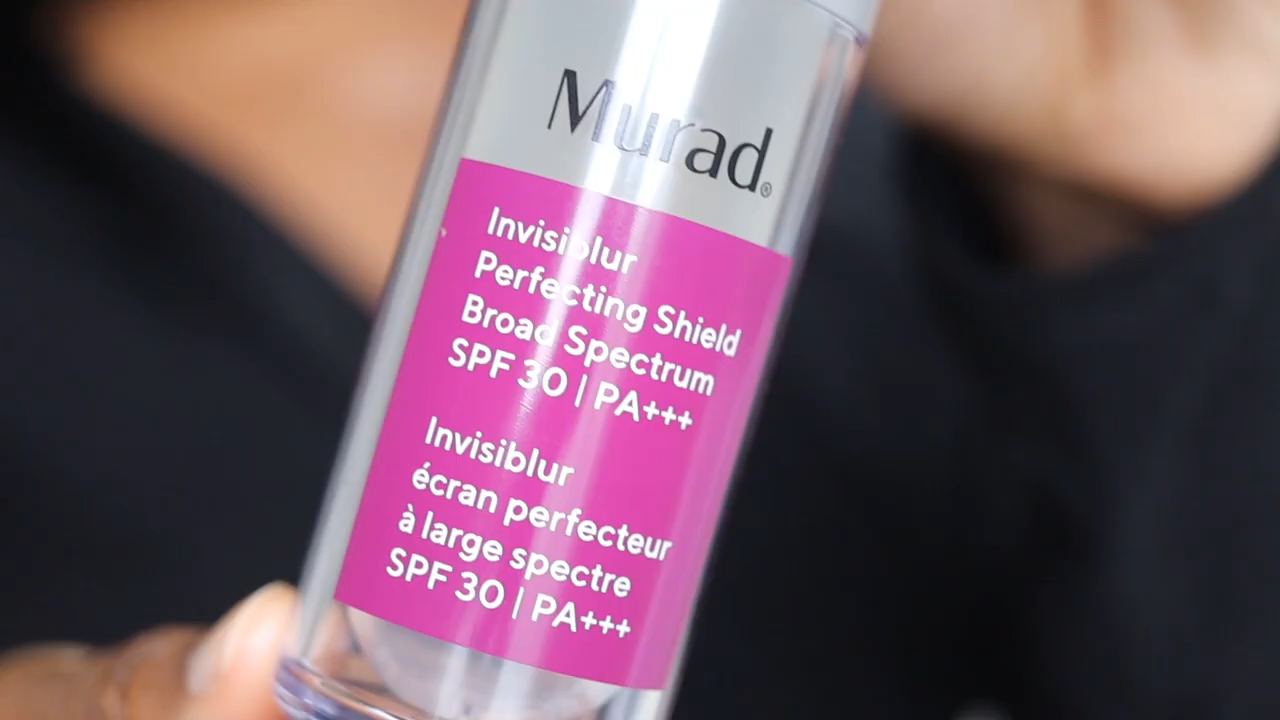 Murad®
Invisiblur
Perfecting Shield
Broad Spectrum
SPF 30 | PA+++
Invisiblur
écran perfecteur
à large spectre
SPF 30 | PA+++